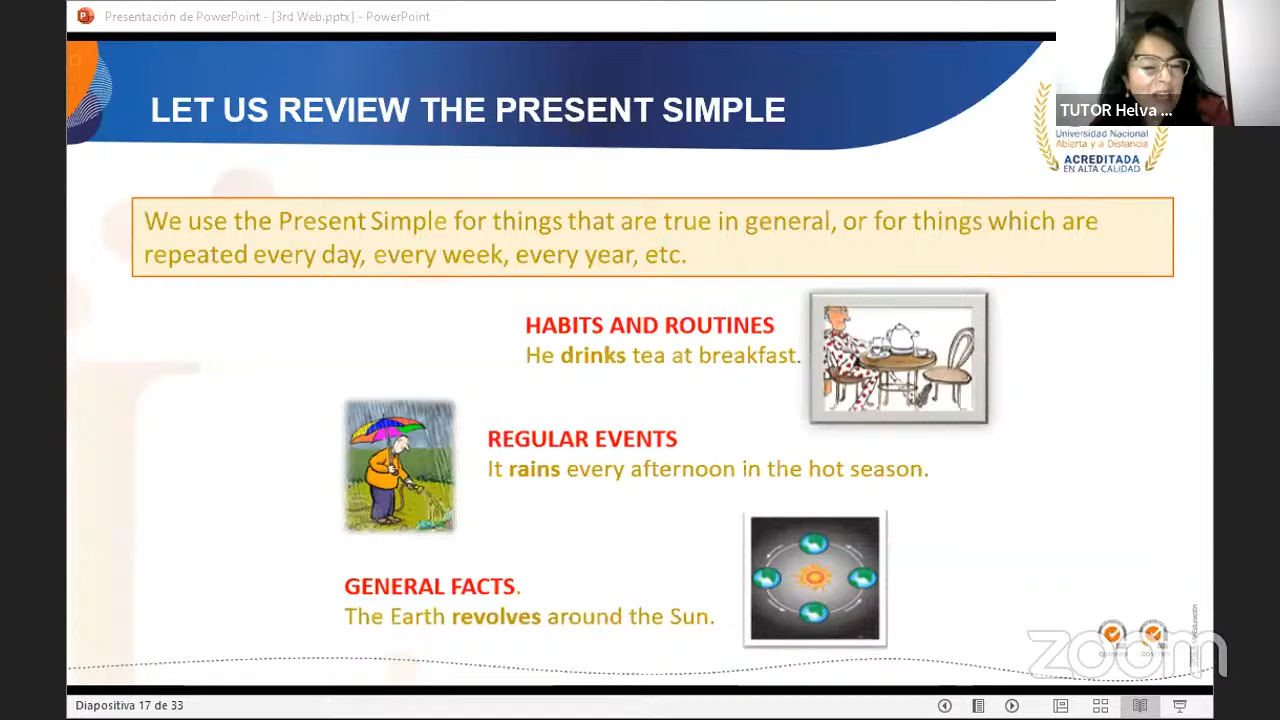 Presentación de PowerPoint - [3rd Web.pptx] - PowerPoint
LET US REVIEW THE PRESENT SIMPLE
TUTOR Helva ...
Universidad Nacional
Abierta y a Distancia
ACREDITADA
EN ALTA CALIDAD
We use the Present Simple for things that are true in general, or for things which are
repeated every day, every week, every year, etc.
HABITS AND ROUTINES
He drinks tea at breakfast.
REGULAR EVENTS
It rains every afternoon in the hot season.
GENERAL FACTS.
The Earth revolves around the Sun.
zoom
Diapositiva 17 de 33